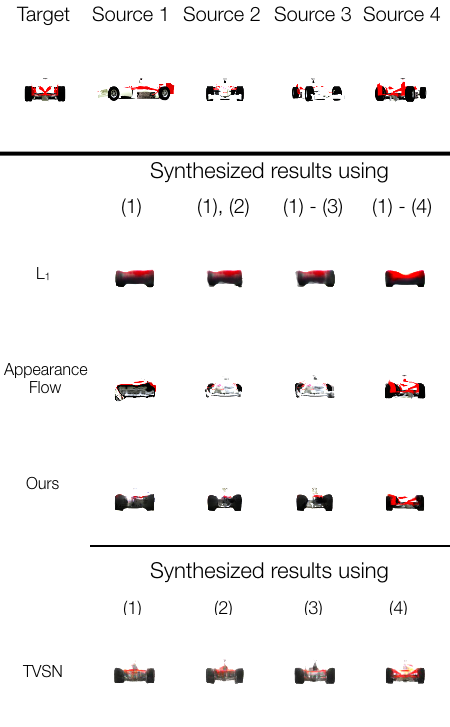 Target Source 1 Source 2 Source 3 Source 4
Synthesized results using
(1) (1), (2) (1) - (3) (1) - (4)
L₁
Appearance
Flow
Ours
Synthesized results using
(1) (2) (3) (4)
TVSN